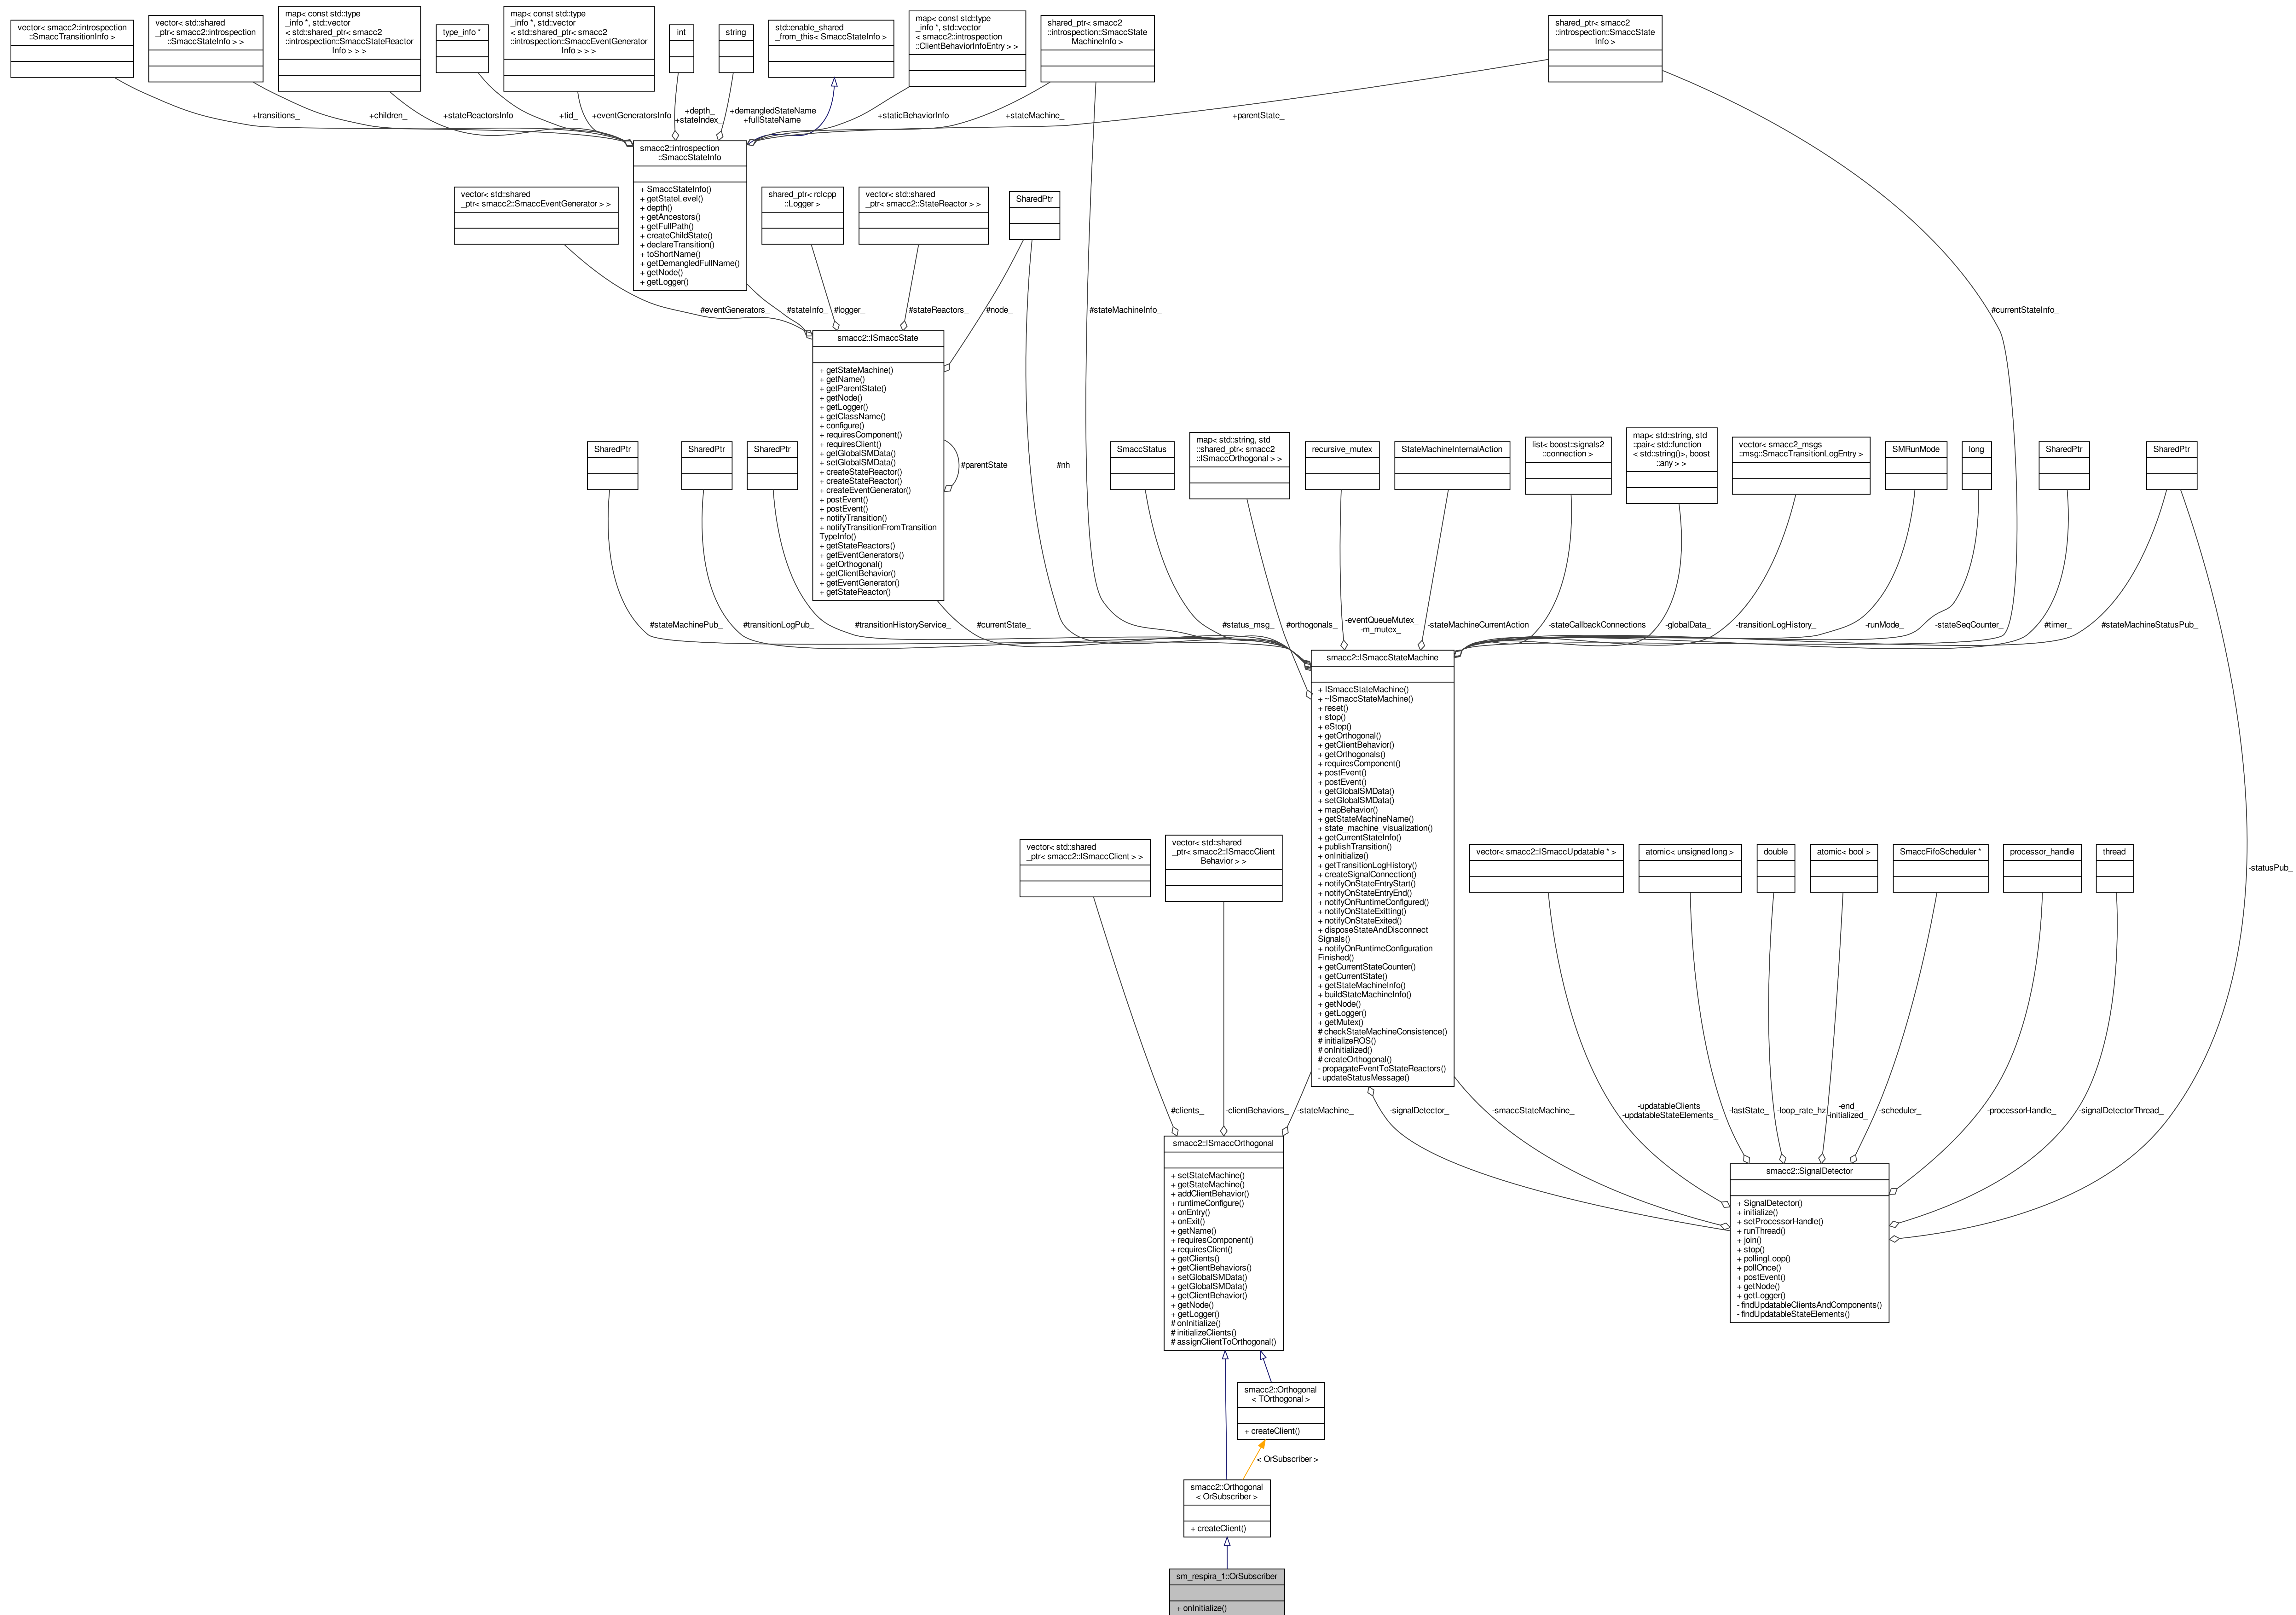 vector< smacc2::introspection
::SmaccTransitionInfo >
vector< std::shared
_ptr< smacc2::introspection
::SmaccStateInfo > >
map< const std::type
_info *, std::vector
< std::shared_ptr< smacc2
::introspection::SmaccStateReactor
Info > > >
type_info *
map< const std::type
_info *, std::vector
< std::shared_ptr< smacc2
::introspection::SmaccEventGenerator
Info > > >
int
string
std::enable_shared
_from_this< SmaccStateInfo >
map< const std::type
_info *, std::vector
< smacc2::introspection
::ClientBehaviorInfoEntry > >
shared_ptr< smacc2
::introspection::SmaccState
MachineInfo >
shared_ptr< smacc2
::introspection::SmaccState
Info >
+transitions_
+children_
+stateReactorsInfo
+tid_
+eventGeneratorsInfo
+depth_
+stateIndex_
+demangledStateName
+fullStateName
+staticBehaviorInfo
+stateMachine_
+parentState_
smacc2::introspection
::SmaccStateInfo
+ SmaccStateInfo()
+ getStateLevel()
+ depth()
+ getAncestors()
+ getFullPath()
+ createChildState()
+ declareTransition()
+ toShortName()
+ getDemangledFullName()
+ getNode()
+ getLogger()
vector< std::shared
_ptr< smacc2::SmaccEventGenerator > >
shared_ptr< rclcpp
::Logger >
vector< std::shared
_ptr< smacc2::StateReactor > >
SharedPtr
#eventGenerators_
#stateInfo_
#logger_
#stateReactors_
#node_
#stateMachineInfo_
#currentStateInfo_
smacc2::ISmaccState
+ getStateMachine()
+ getName()
+ getParentState()
+ getNode()
+ getLogger()
+ getClassName()
+ configure()
+ requiresComponent()
+ requiresClient()
+ getGlobalSMData()
+ setGlobalSMData()
+ createStateReactor()
+ createStateReactor()
+ createEventGenerator()
+ postEvent()
+ postEvent()
+ notifyTransition()
+ notifyTransitionFromTransition
TypeInfo()
+ getStateReactors()
+ getEventGenerators()
+ getOrthogonal()
+ getClientBehavior()
+ getEventGenerator()
+ getStateReactor()
#parentState_
#nh_
SharedPtr
SharedPtr
SharedPtr
SmaccStatus
map< std::string, std
::shared_ptr< smacc2
::ISmaccOrthogonal > >
recursive_mutex
StateMachineInternalAction
list< boost::signals2
::connection >
map< std::string, std
::pair< std::function
< std::string()>, boost
::any > >
vector< smacc2_msgs
::msg::SmaccTransitionLogEntry >
SMRunMode
long
SharedPtr
SharedPtr
#stateMachinePub_
#transitionLogPub_
#transitionHistoryService_
#currentState_
#status_msg_
#orthogonals_
-eventQueueMutex_
-m_mutex_
-stateMachineCurrentAction
-stateCallbackConnections
-globalData_
-transitionLogHistory_
-runMode_
-stateSeqCounter_
#timer_
#stateMachineStatusPub_
smacc2::ISmaccStateMachine
+ ISmaccStateMachine()
+ ~ISmaccStateMachine()
+ reset()
+ stop()
+ eStop()
+ getOrthogonal()
+ getClientBehavior()
+ getOrthogonals()
+ requiresComponent()
+ postEvent()
+ postEvent()
+ getGlobalSMData()
+ setGlobalSMData()
+ mapBehavior()
+ getStateMachineName()
+ state_machine_visualization()
+ getCurrentStateInfo()
+ publishTransition()
+ onInitialize()
+ getTransitionLogHistory()
+ createSignalConnection()
+ notifyOnStateEntryStart()
+ notifyOnStateEntryEnd()
+ notifyOnRuntimeConfigured()
+ notifyOnStateExitting()
+ notifyOnStateExited()
+ disposeStateAndDisconnect
Signals()
+ notifyOnRuntimeConfiguration
Finished()
+ getCurrentStateCounter()
+ getCurrentState()
+ getStateMachineInfo()
+ buildStateMachineInfo()
+ getNode()
+ getLogger()
+ getMutex()
# checkStateMachineConsistence()
# initializeROS()
# onInitialized()
# createOrthogonal()
- propagateEventToStateReactors()
- updateStatusMessage()
vector< std::shared
_ptr< smacc2::ISmaccClient > >
vector< std::shared
_ptr< smacc2::ISmaccClient
Behavior > >
vector< smacc2::ISmaccUpdatable * >
atomic< unsigned long >
double
atomic< bool >
SmaccFifoScheduler *
processor_handle
thread
-statusPub_
#clients_
-clientBehaviors_
-stateMachine_
-signalDetector_
-smaccStateMachine_
-updatableClients_
-updatableStateElements_
-lastState_
-loop_rate_hz
-end_
-initialized_
-scheduler_
-processorHandle_
-signalDetectorThread_
smacc2::ISmaccOrthogonal
+ setStateMachine()
+ getStateMachine()
+ addClientBehavior()
+ runtimeConfigure()
+ onEntry()
+ onExit()
+ getName()
+ requiresComponent()
+ requiresClient()
+ getClients()
+ getClientBehaviors()
+ setGlobalSMData()
+ getGlobalSMData()
+ getClientBehavior()
+ getNode()
+ getLogger()
# onInitialize()
# initializeClients()
# assignClientToOrthogonal()
smacc2::SignalDetector
+ SignalDetector()
+ initialize()
+ setProcessorHandle()
+ runThread()
+ join()
+ stop()
+ pollingLoop()
+ pollOnce()
+ postEvent()
+ getNode()
+ getLogger()
- findUpdatableClientsAndComponents()
- findUpdatableStateElements()
smacc2::Orthogonal
< TOrthogonal >
+ createClient()
< OrSubscriber >
smacc2::Orthogonal
< OrSubscriber >
+ createClient()
sm_respira_1::OrSubscriber
+ onInitialize()